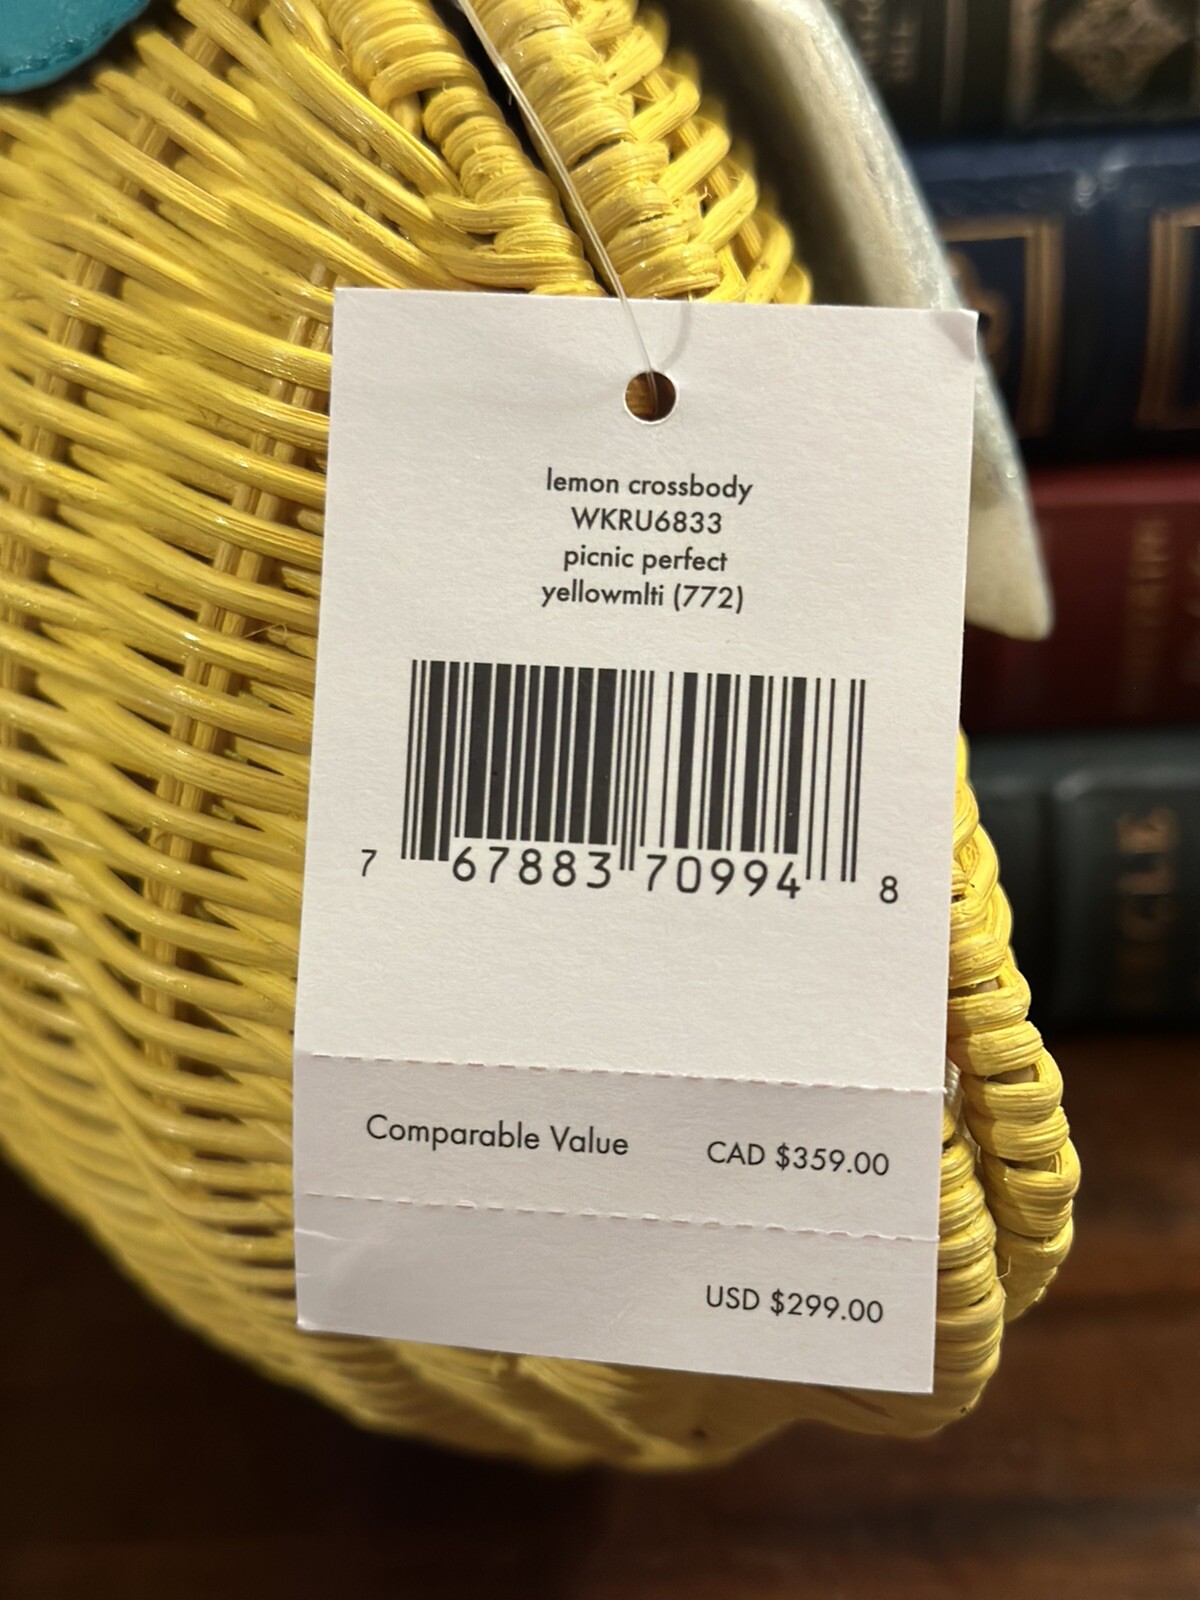 lemon crossbody
WKRU6833
picnic perfect
yellowmlti (772)
7 67883 70994 8
Comparable Value CAD $359.00
USD $299.00